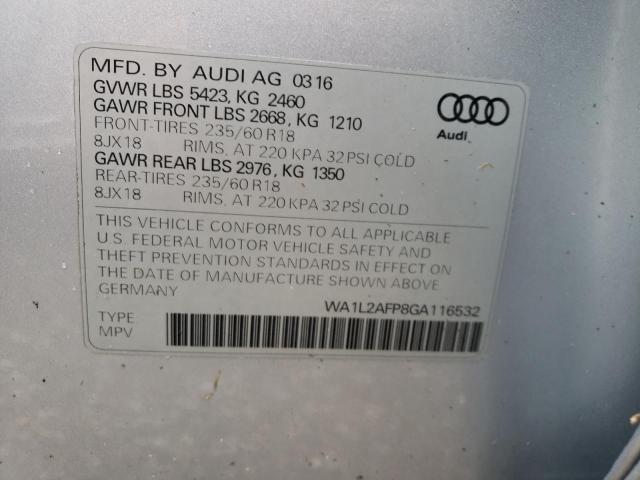 MFD. BY AUDI AG 0316
GVWR LBS 5423, KG 2460
GAWR FRONT LBS 2668, KG 1210
FRONT-TIRES 235/60 R18
8JX18 RIMS, AT 220 KPA 32 PSI COLD
GAWR REAR LBS 2976, KG 1350
REAR-TIRES 235/60 R18
8JX18 RIMS, AT 220 KPA 32 PSI COLD
Audi
THIS VEHICLE CONFORMS TO ALL APPLICABLE
U.S. FEDERAL MOTOR VEHICLE SAFETY AND
THEFT PREVENTION STANDARDS IN EFFECT ON
THE DATE OF MANUFACTURE SHOWN ABOVE
GERMANY
WA1L2AFP8GA116532
TYPE
MPV